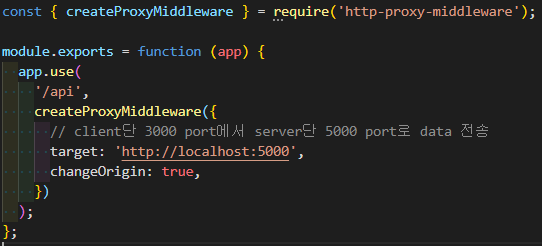 const { createProxyMiddleware } = require('http-proxy-middleware');
module.exports = function (app) {
app.use(
'/api',
createProxyMiddleware({
// client단 3000 port에서 server단 5000 port로 data 전송
target: 'http://localhost:5000',
changeOrigin: true,
})
);
};